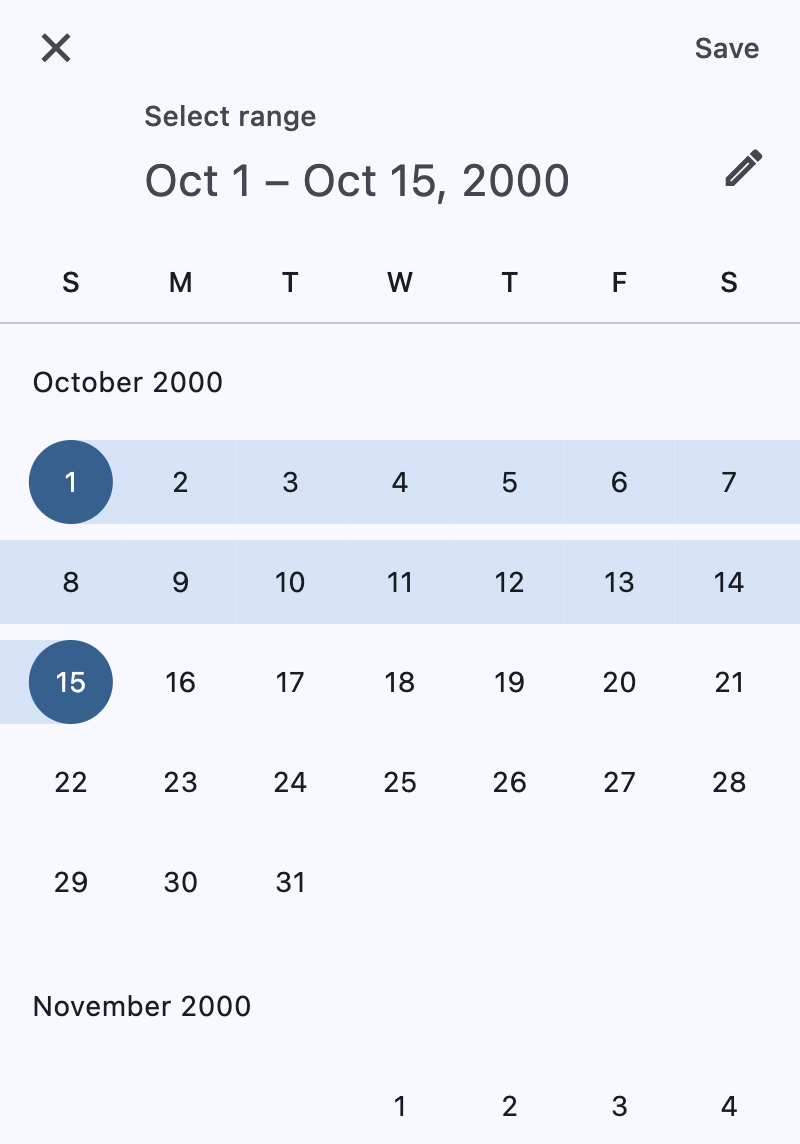 Save
Select range
Oct 1 – Oct 15, 2000
S M T W T F S
October 2000
1 2 3 4 5 6 7
8 9 10 11 12 13 14
15 16 17 18 19 20 21
22 23 24 25 26 27 28
29 30 31
November 2000
1 2 3 4